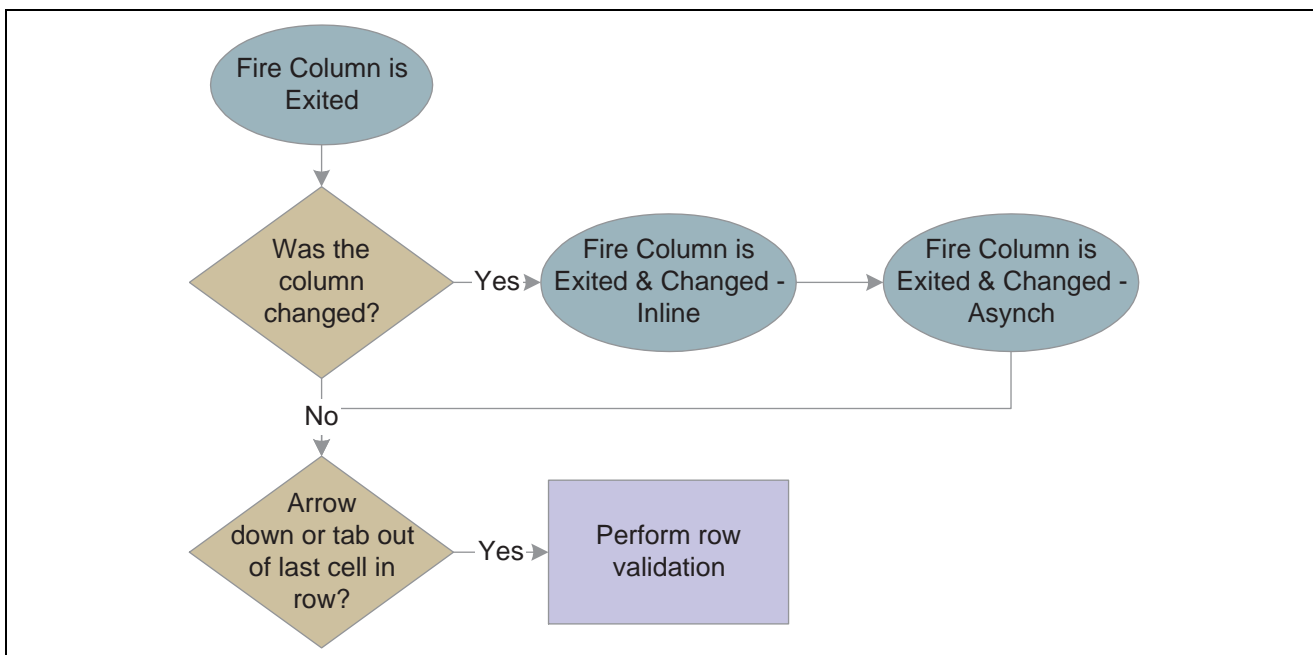 Fire Column is
Exited
Was the
column
changed?
Yes
Fire Column is
Exited & Changed -
Inline
Fire Column is
Exited & Changed -
Asynch
No
Arrow
down or tab out
of last cell in
row?
Yes
Perform row
validation